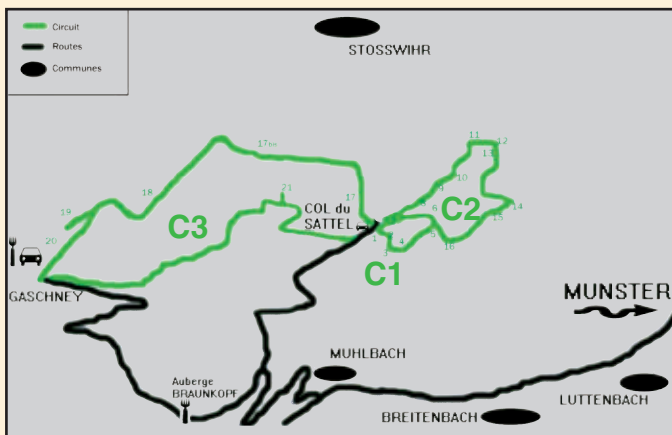 Circuit
Routes
Communes
STOSSWIHR
11
12
13
10
9
17bis
17
21
18
19
20
C3
COL du
SATTEL
C2
6
14
15
16
5
4
3
1
C1
GASCHNEY
MUNSTER
MUHLBACH
Auberge
BRAUNKOPF
LUTTENBACH
BREITENBACH